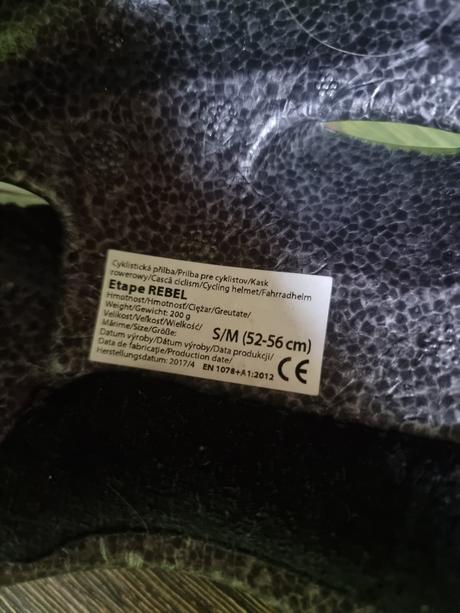 Cyklistická přilba/Prilba pre cyklistov/Kask
rowerowy/Cască ciclism/Cycling helmet/Fahrradhelm
Etape REBEL
Hmotnost/Hmotnosť/Ciężar/Greutate/
Weight/Gewicht: 200 g
Velikost/Veľkosť/Wielkość/
Mărime/Size/Größe: S/M (52-56 cm)
Datum výroby/Dátum výroby/Data produkcji/
Data de fabricaţie/Production date/
Herstellungsdatum: 2017/4 EN 1078+A1:2012 CE